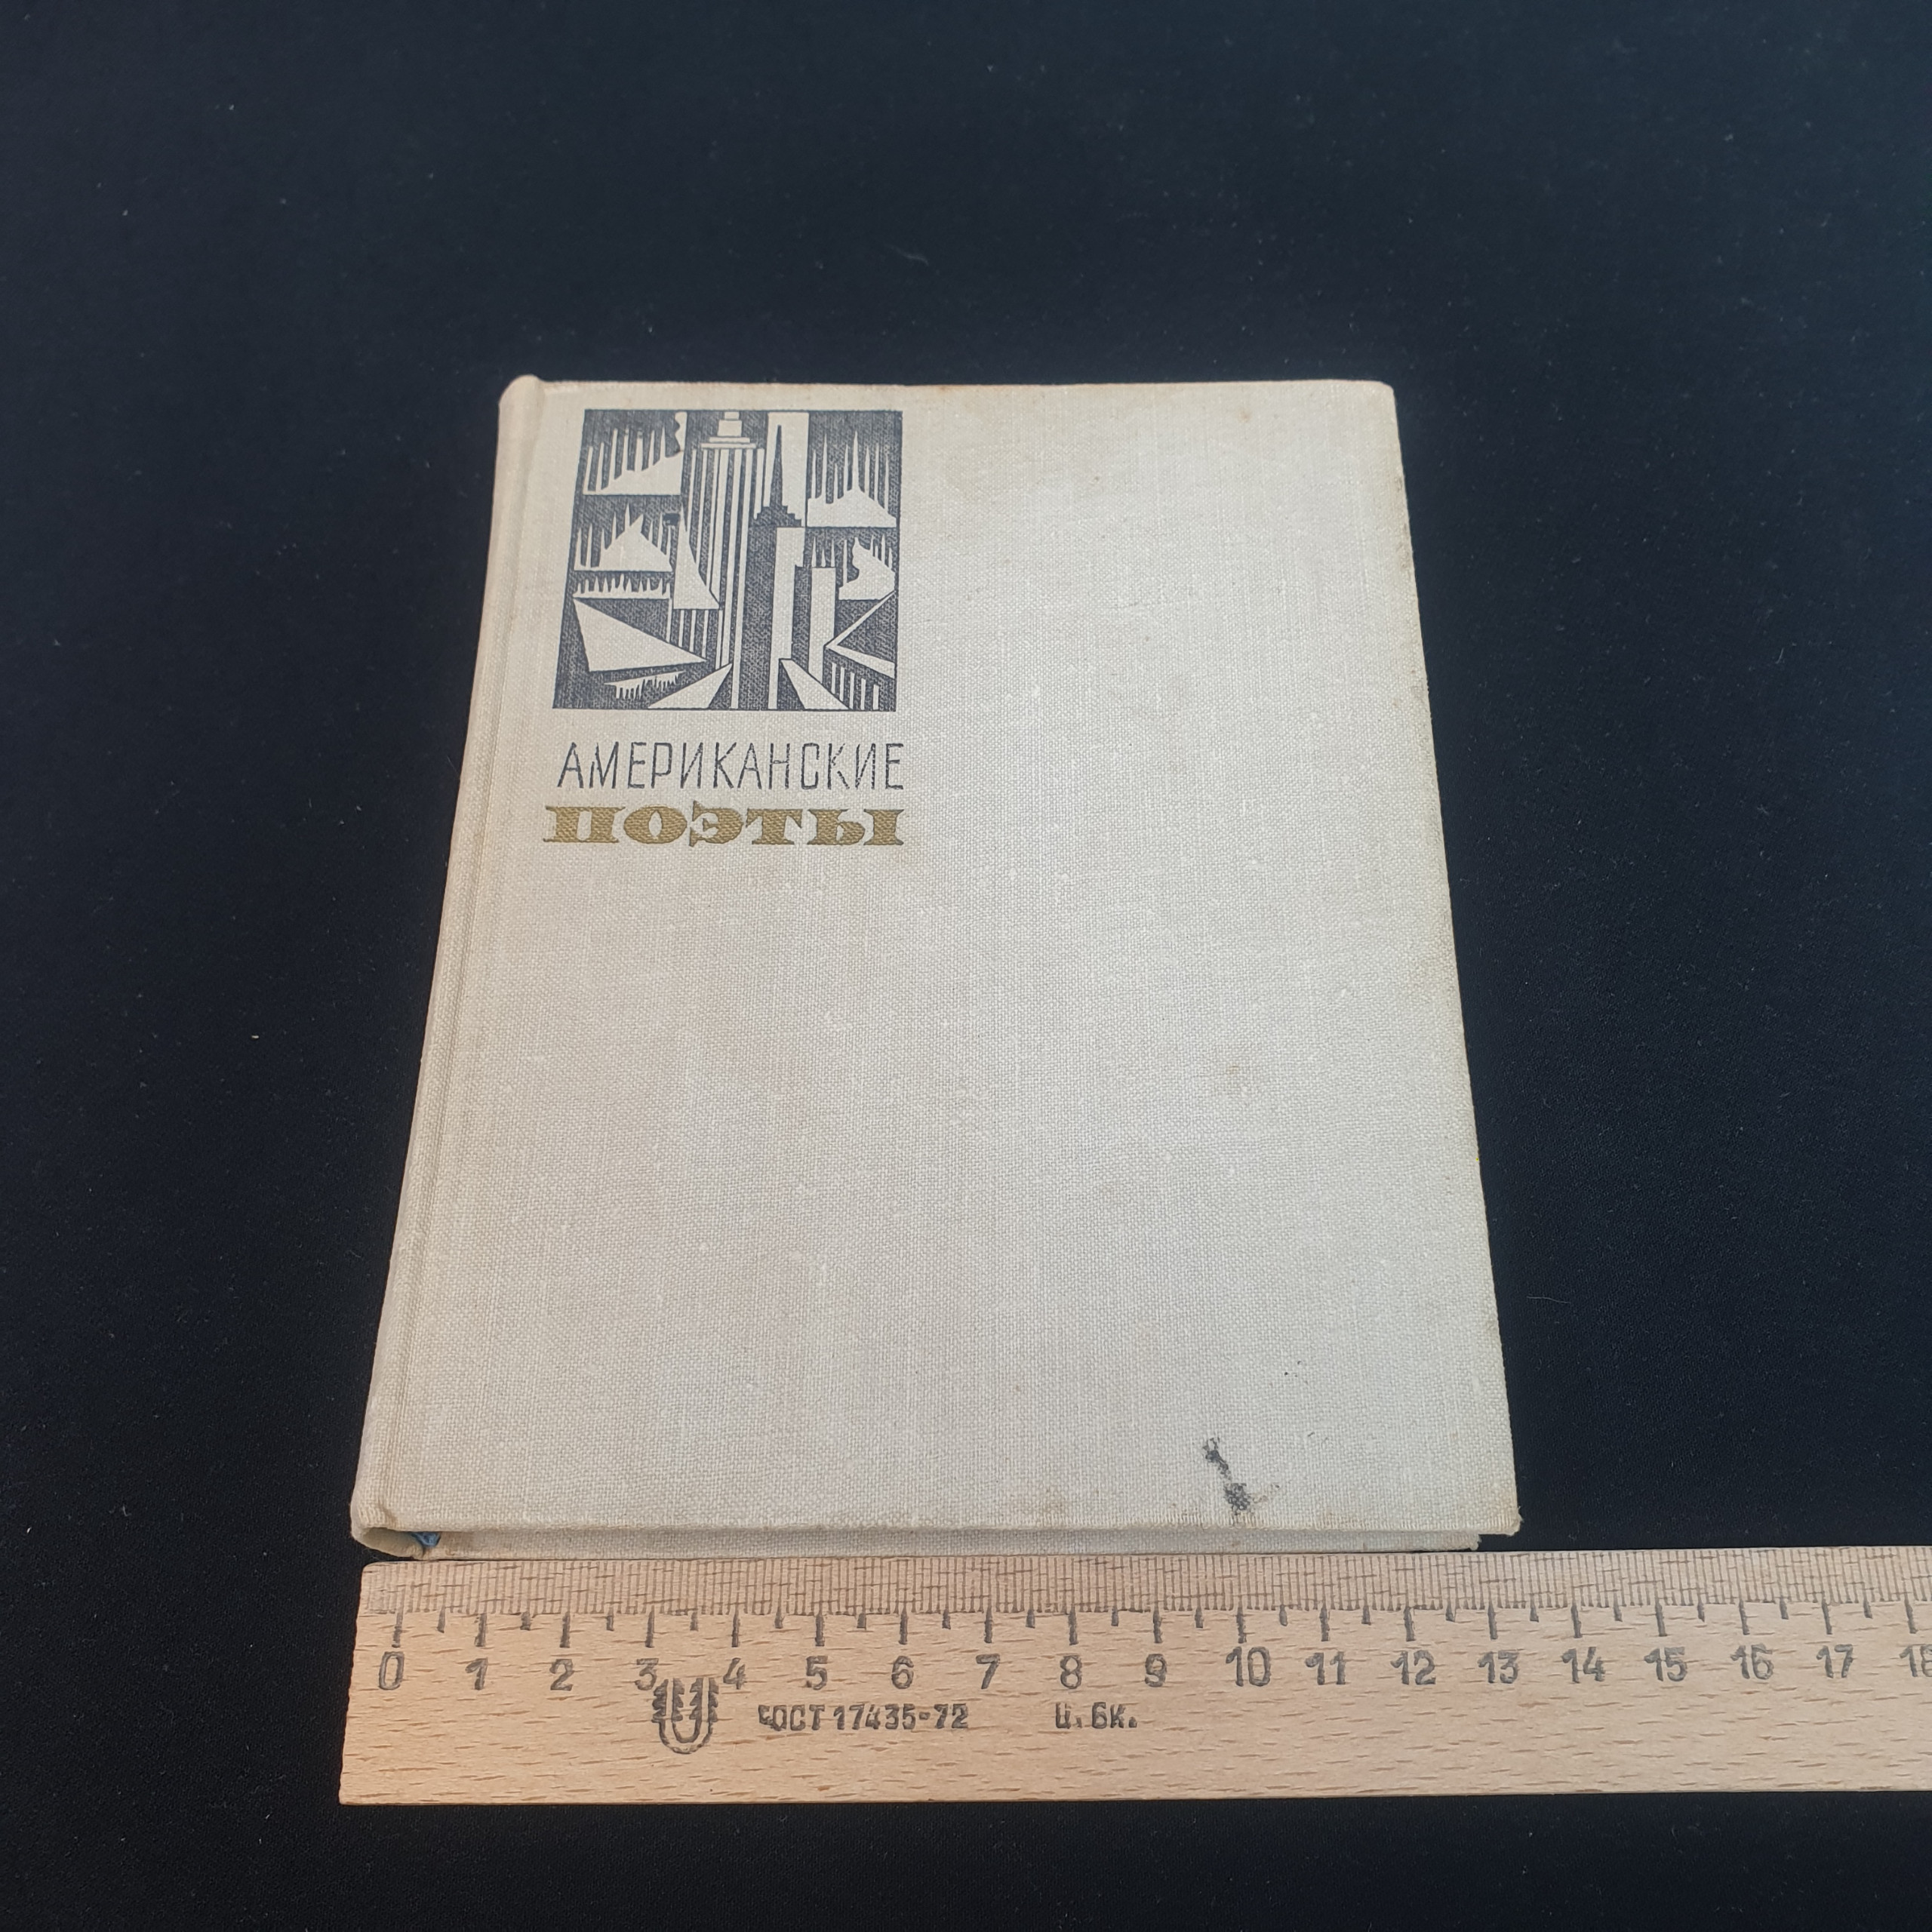 АМЕРИКАНСКИЕ
ПОЭТЫ
0 1 2 3 4 5 6 7 8 9 10 11 12 13 14 15 16 17 18
ГОСТ 17435-72 Ц. 6к.